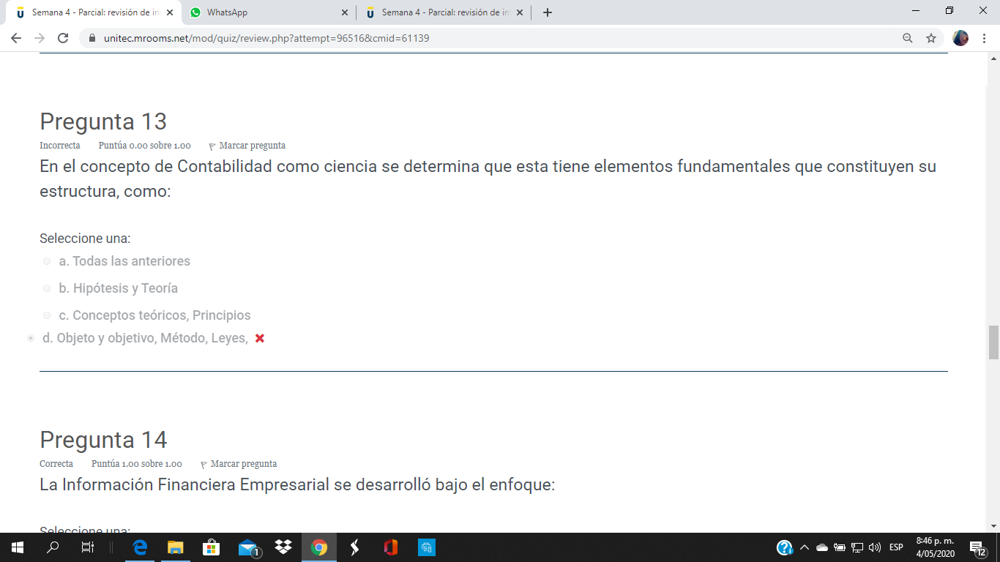 Semana 4 - Parcial: revisión de in
WhatsApp
Semana 4 - Parcial: revisión de in
unitec.mrooms.net/mod/quiz/review.php?attempt=96516&cmid=61139
Pregunta 13
Incorrecta Puntúa 0.00 sobre 1.00 Marcar pregunta
En el concepto de Contabilidad como ciencia se determina que esta tiene elementos fundamentales que constituyen su
estructura, como:
Seleccione una:
a. Todas las anteriores
b. Hipótesis y Teoría
c. Conceptos teóricos, Principios
d. Objeto y objetivo, Método, Leyes,
Pregunta 14
Correcta Puntúa 1.00 sobre 1.00 Marcar pregunta
La Información Financiera Empresarial se desarrolló bajo el enfoque:
Seleccione una:
1
ESP
8:46 p. m.
4/05/2020
12